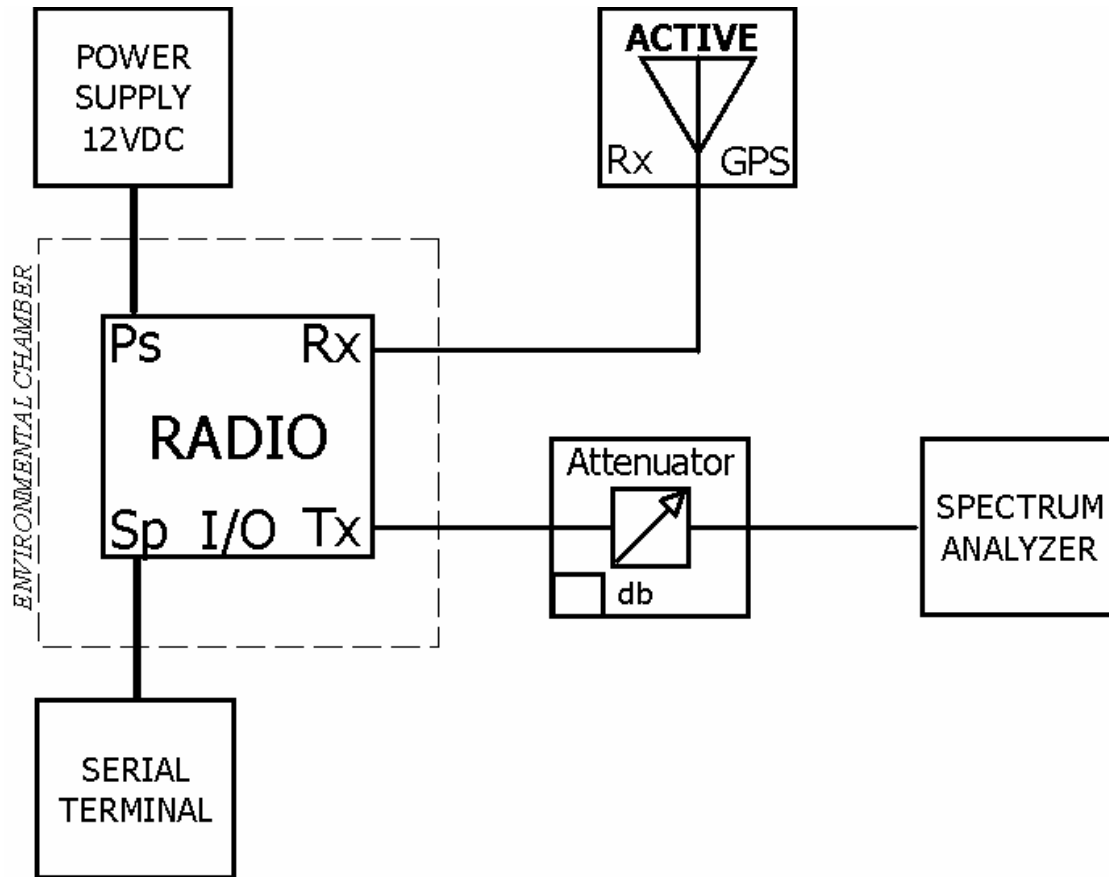 POWER
SUPPLY
12VDC
ACTIVE
Rx GPS
ENVIRONMENTAL CHAMBER
Ps Rx
RADIO
Sp I/O Tx
Attenuator
db
SPECTRUM
ANALYZER
SERIAL
TERMINAL